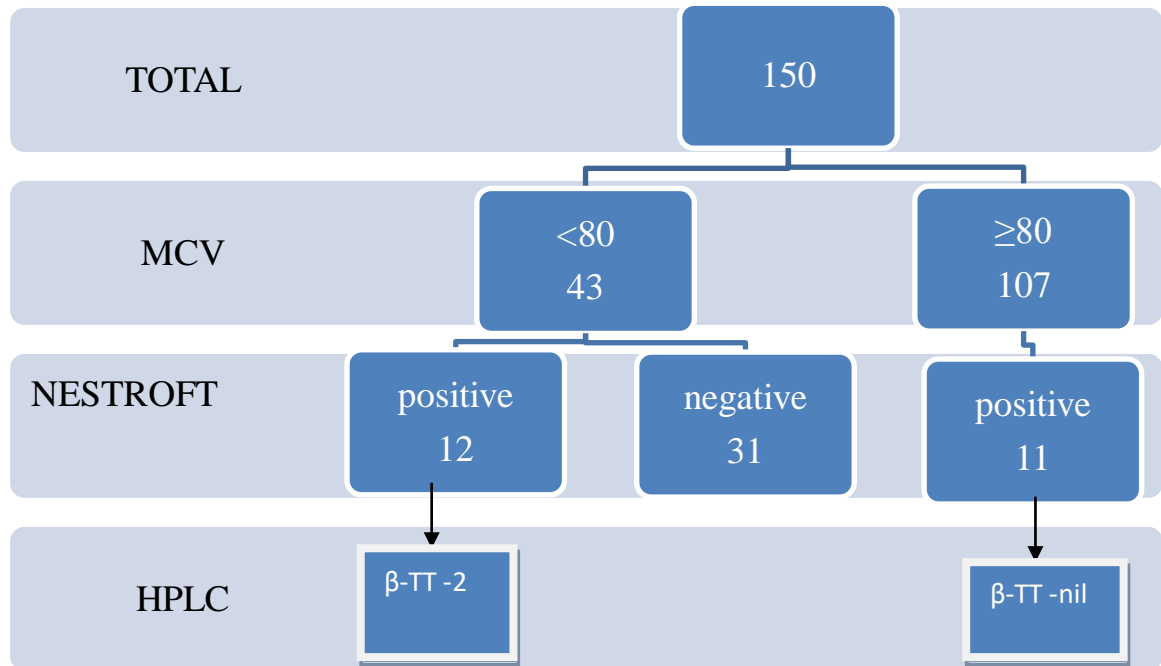 TOTAL
150
MCV
<80
43
≥80
107
NESTROFT
positive
12
negative
31
positive
11
HPLC
β-TT -2
β-TT -nil